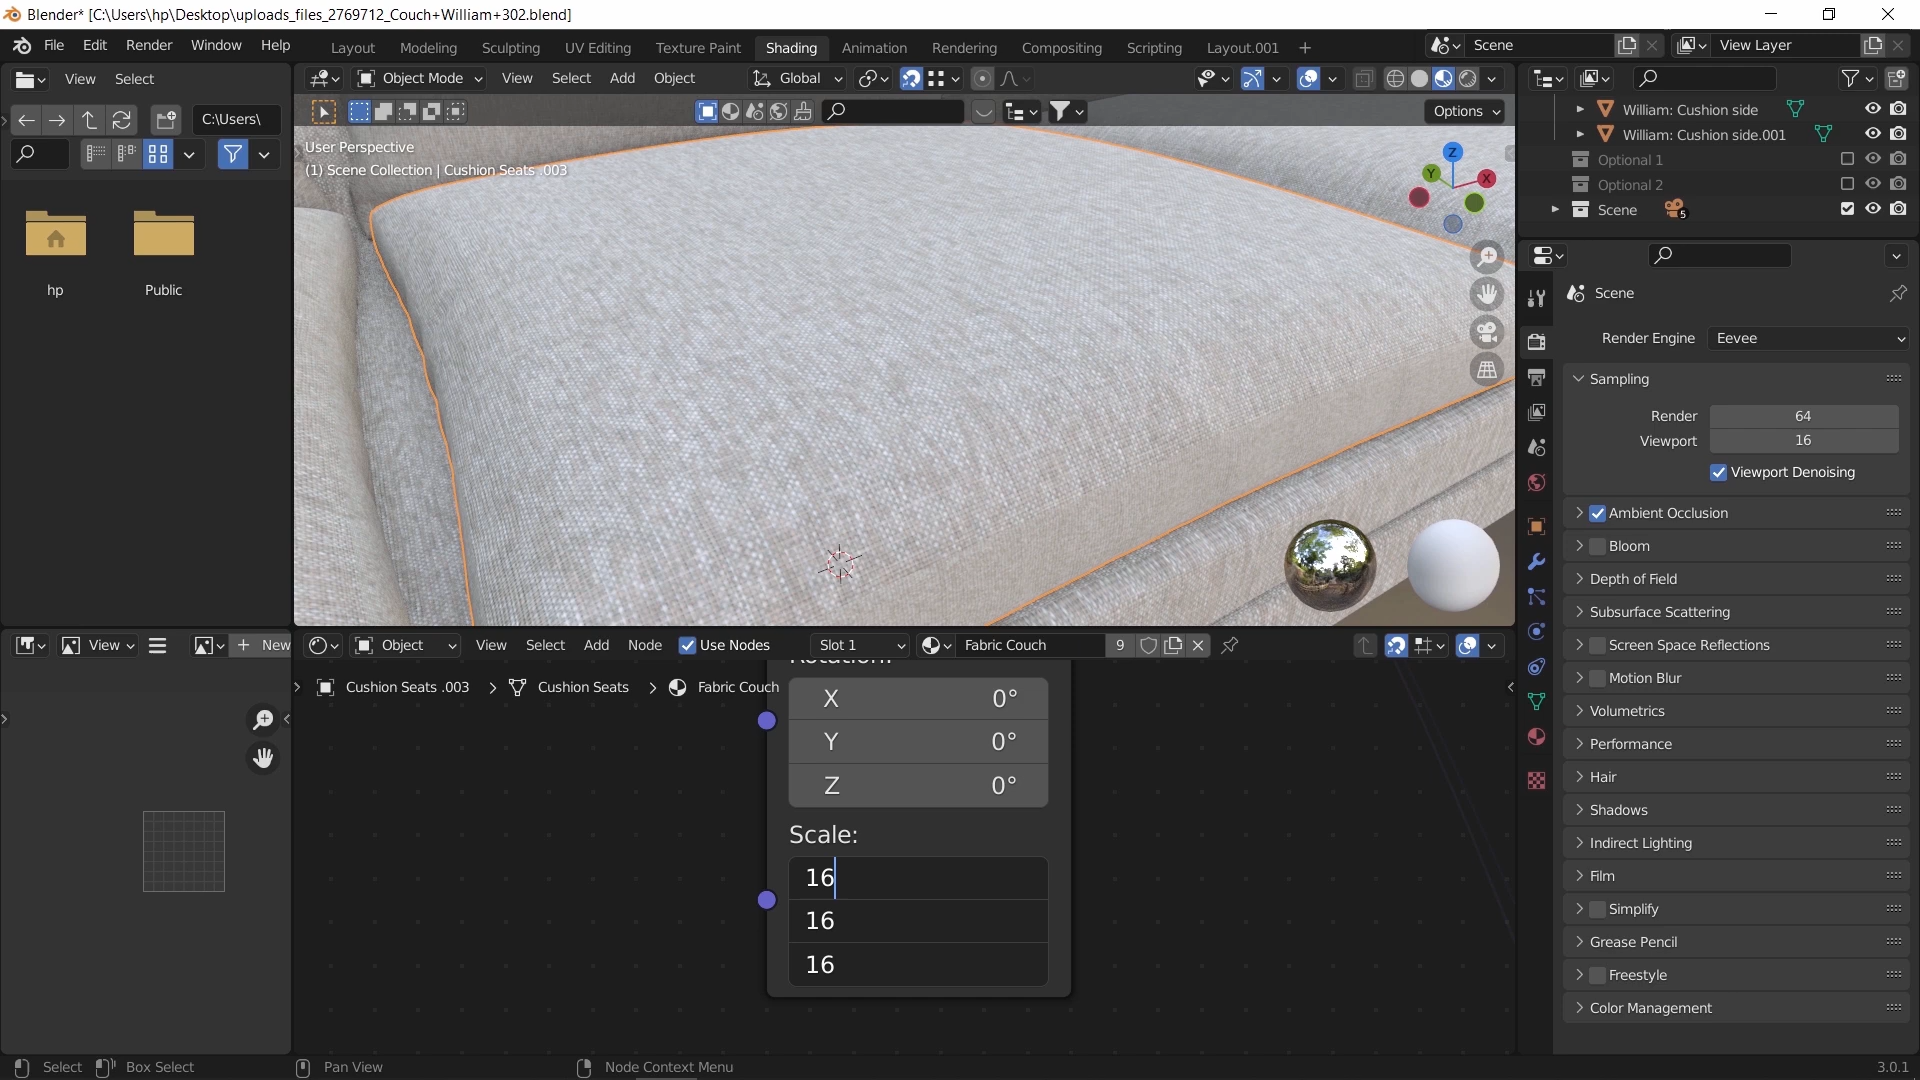 Blender* [C:\Users\hp\Desktop\uploads_files_2769712_Couch+William+302.blend]
File Edit Render Window Help
Layout Modeling Sculpting UV Editing Texture Paint Shading Animation Rendering Compositing Scripting Layout.001
Scene
View Layer
View Select
Object Mode View Select Add Object
Global
C:\Users\
Options
User Perspective
(1) Scene Collection | Cushion Seats .003
Z
Y
X
hp
Public
William: Cushion side
William: Cushion side.001
Optional 1
Optional 2
Scene
5
Scene
Render Engine Eevee
Sampling
Render 64
Viewport 16
Viewport Denoising
Ambient Occlusion
Bloom
Depth of Field
Subsurface Scattering
Screen Space Reflections
Motion Blur
Volumetrics
Performance
Hair
Shadows
Indirect Lighting
Film
Simplify
Grease Pencil
Freestyle
Color Management
View
New
Object View Select Add Node Use Nodes Slot 1 Fabric Couch 9
Cushion Seats .003 Cushion Seats Fabric Couch
Rotation:
X 0°
Y 0°
Z 0°
Scale:
16
16
16
Select Box Select Pan View Node Context Menu 3.0.1